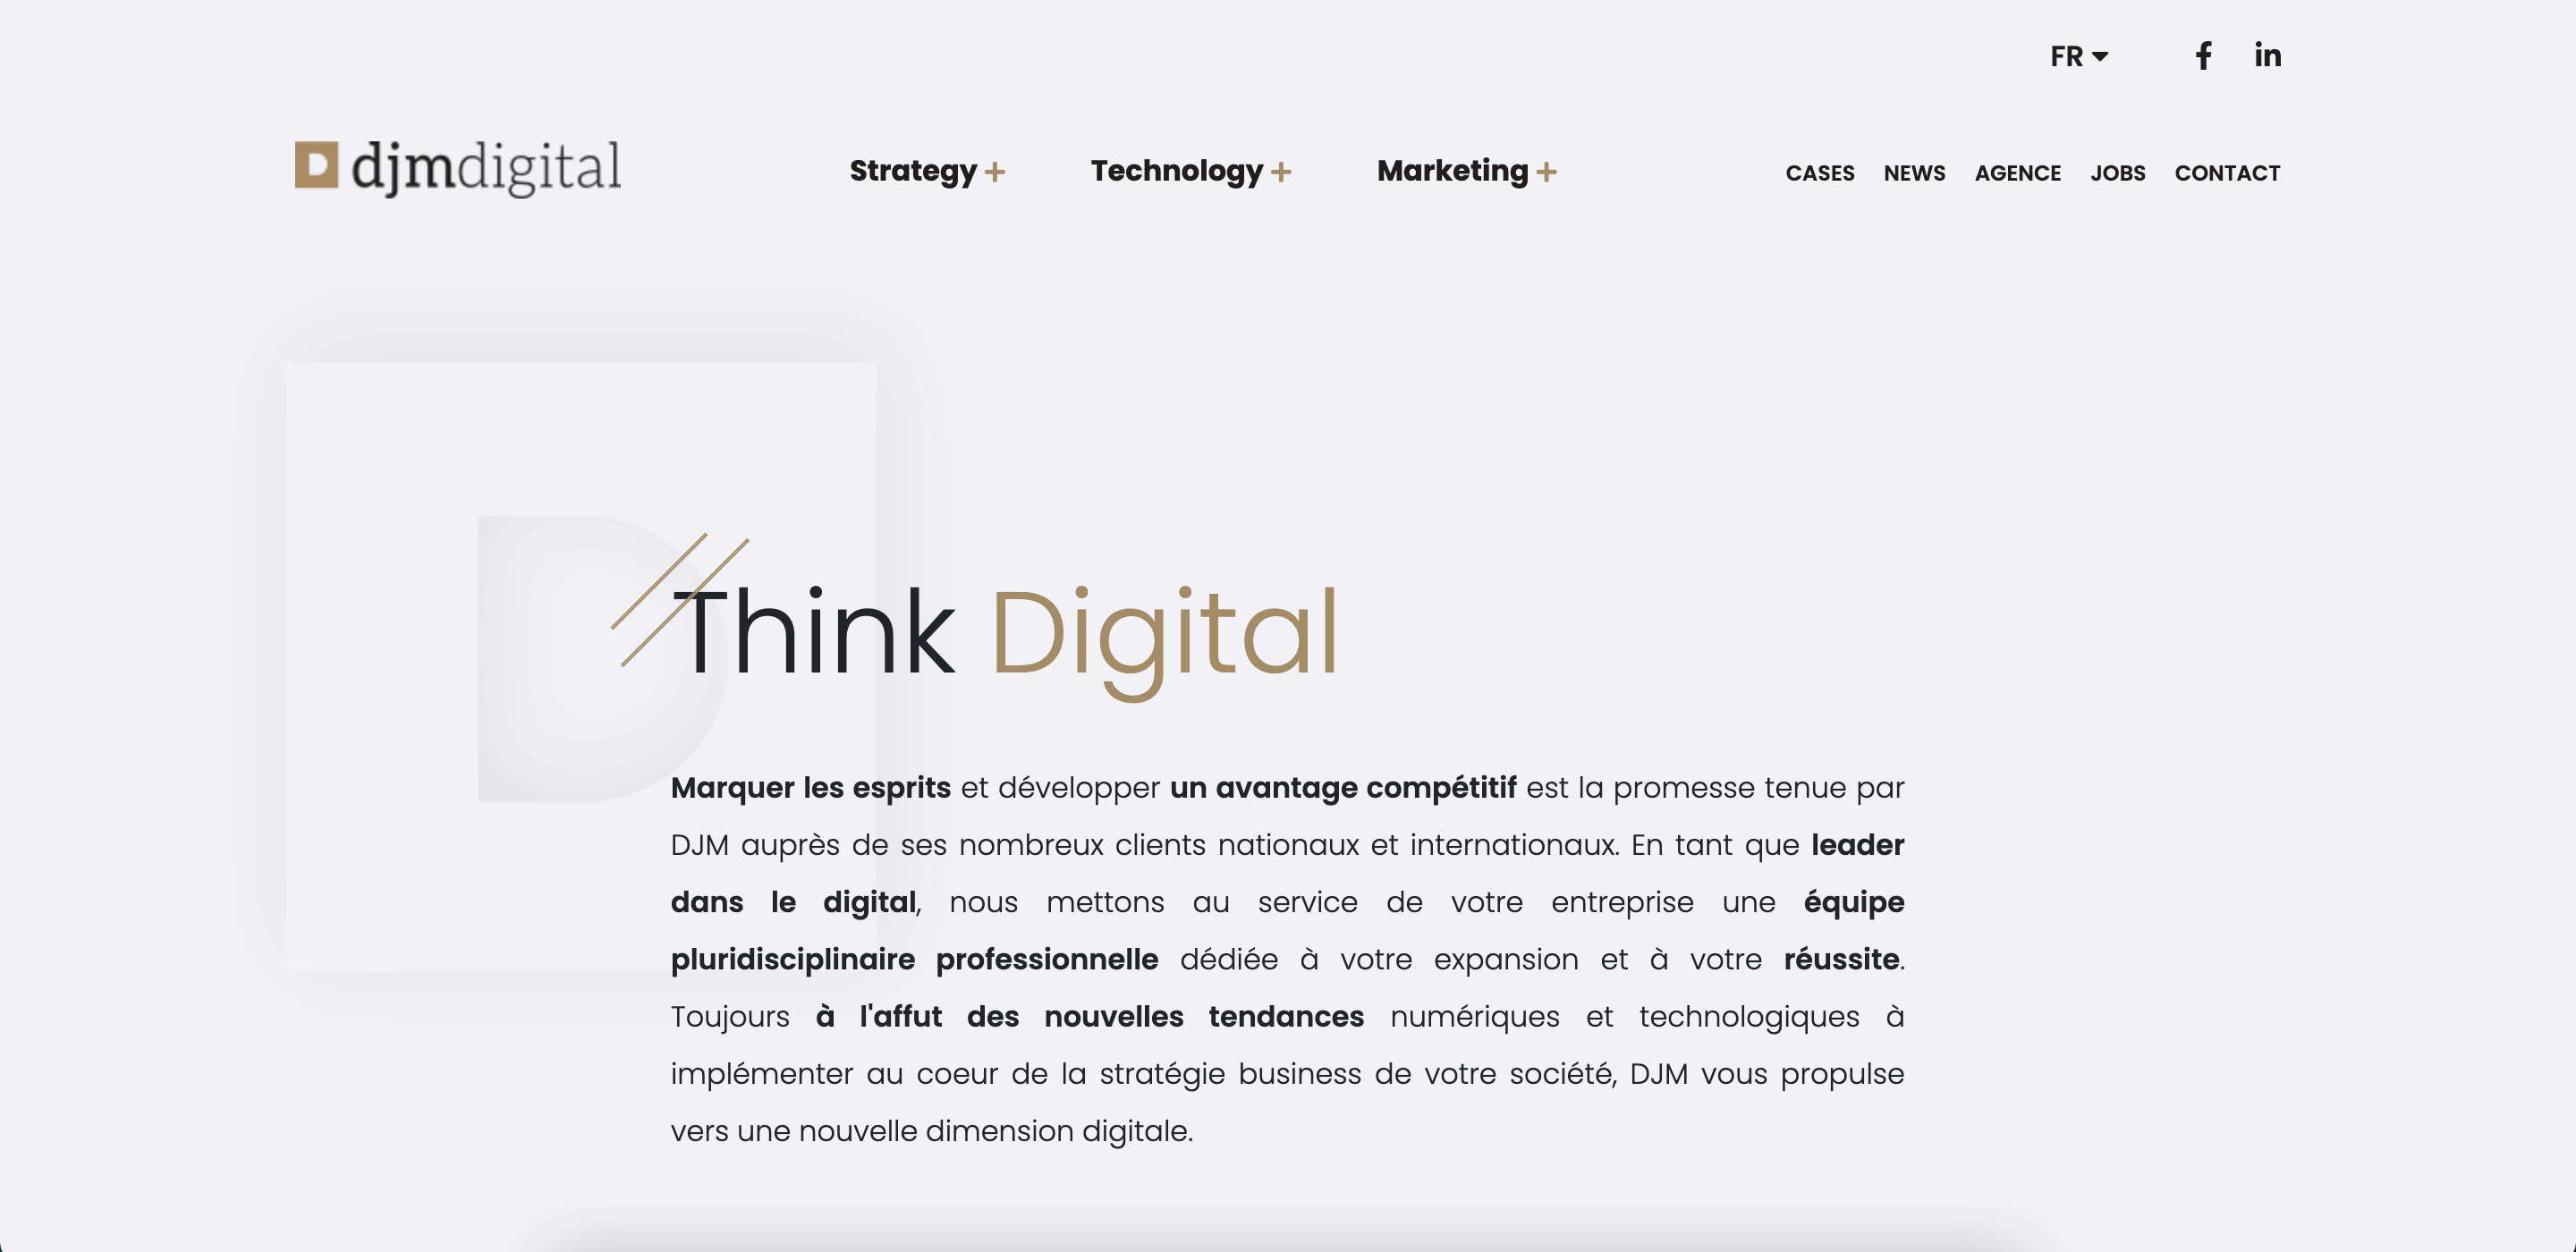 FR
f in
D djmdigital
Strategy + Technology + Marketing +
CASES NEWS AGENCE JOBS CONTACT
D
Think Digital
Marquer les esprits et développer un avantage compétitif est la promesse tenue par
DJM auprès de ses nombreux clients nationaux et internationaux. En tant que leader
dans le digital, nous mettons au service de votre entreprise une équipe
pluridisciplinaire professionnelle dédiée à votre expansion et à votre réussite.
Toujours à l'affut des nouvelles tendances numériques et technologiques à
implémenter au coeur de la stratégie business de votre société, DJM vous propulse
vers une nouvelle dimension digitale.